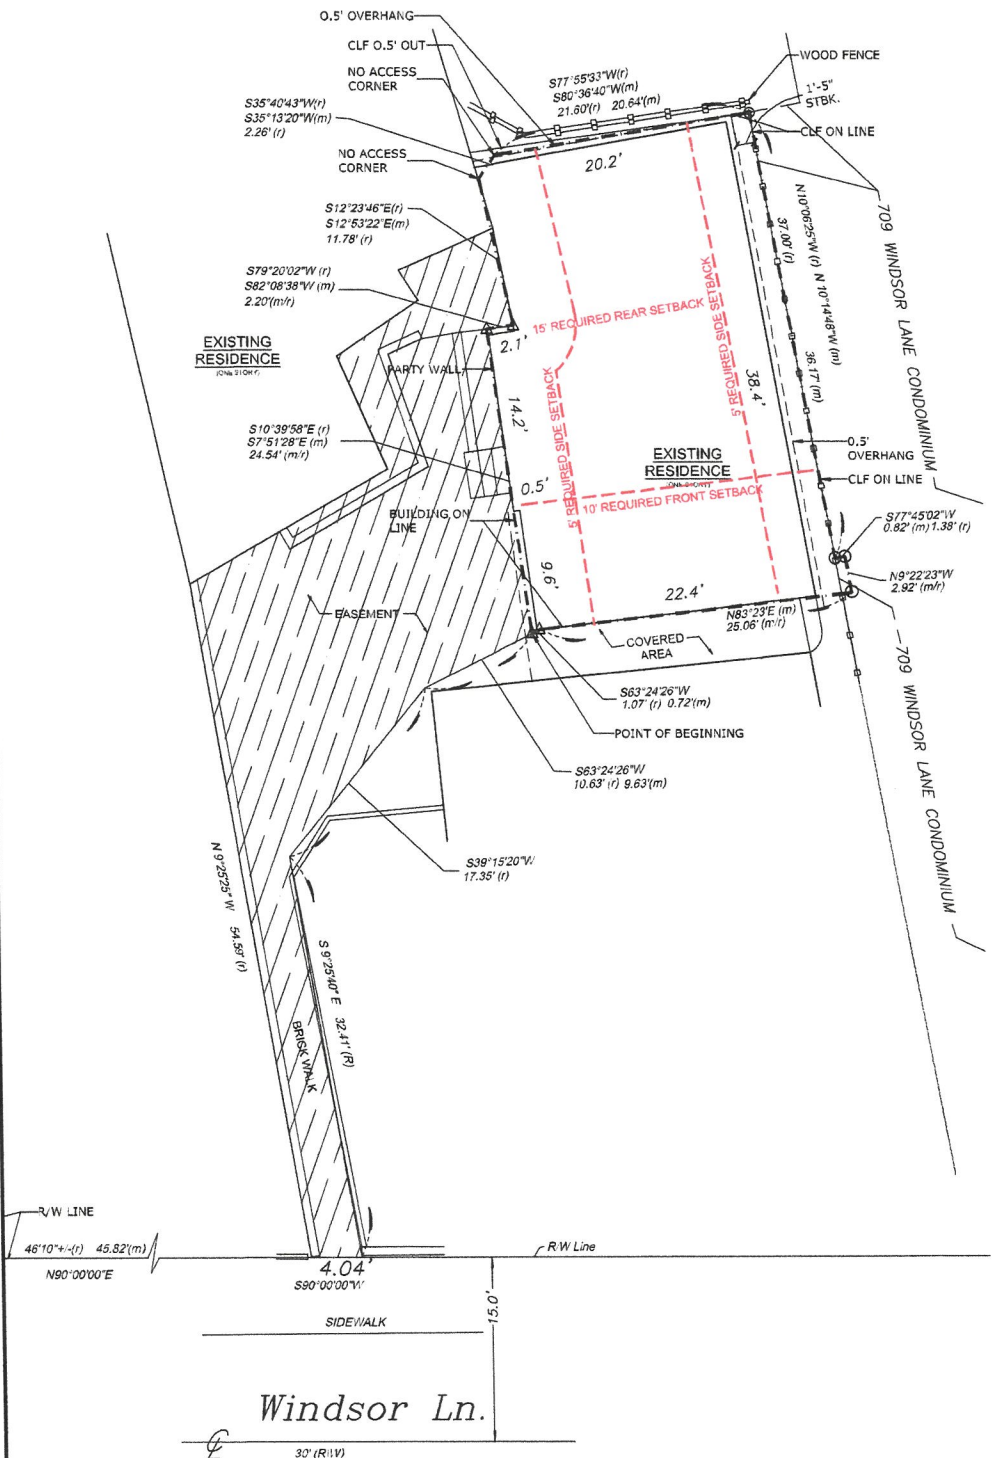 0.5' OVERHANG
CLF 0.5' OUT
NO ACCESS
CORNER
S35°40'43"W(r)
S35°13'20"W(m)
2.26' (r)
NO ACCESS
CORNER
S12°23'46"E(r)
S12°53'22"E(m)
11.78' (r)
S79°20'02"W (r)
S82°08'38"W (m)
2.20'(m/r)
S77°55'33"W(r)
S80°36'40"W(m)
21.60'(r) 20.64'(m)
WOOD FENCE
1'-5"
STBK.
CLF ON LINE
20.2'
N10°06'25"W (r) N 10°14'48"W (m)
37.00' (r) 36.17' (m)
709 WINDSOR LANE CONDOMINIUM
EXISTING
RESIDENCE
(ONE STORY)
15' REQUIRED REAR SETBACK
5' REQUIRED SIDE SETBACK
2.1'
PARTY WALL
14.2'
38.4'
S10°39'58"E (r)
S7°51'28"E (m)
24.54' (m/r)
5' REQUIRED SIDE SETBACK
EXISTING
RESIDENCE
(ONE STORY)
0.5'
OVERHANG
CLF ON LINE
0.5'
10' REQUIRED FRONT SETBACK
BUILDING ON
LINE
S77°45'02"W
0.82' (m) 1.38' (r)
N9°22'23"W
2.92' (m/r)
9.6'
22.4'
N83°23'E (m)
25.06' (m/r)
EASEMENT
COVERED
AREA
709 WINDSOR LANE CONDOMINIUM
S63°24'26"W
1.07' (r) 0.72'(m)
POINT OF BEGINNING
S63°24'26"W
10.63' (r) 9.63'(m)
S39°15'20"W
17.35' (r)
N 9°25'25" W 54.59' (r)
S 9°25'40" E 32.41' (R)
BRICK WALK
R/W LINE
46'10"+/-(r) 45.82'(m)
N90°00'00"E
4.04'
S90°00'00"W
R/W Line
SIDEWALK
15.0'
Windsor Ln.
30' (R\W)